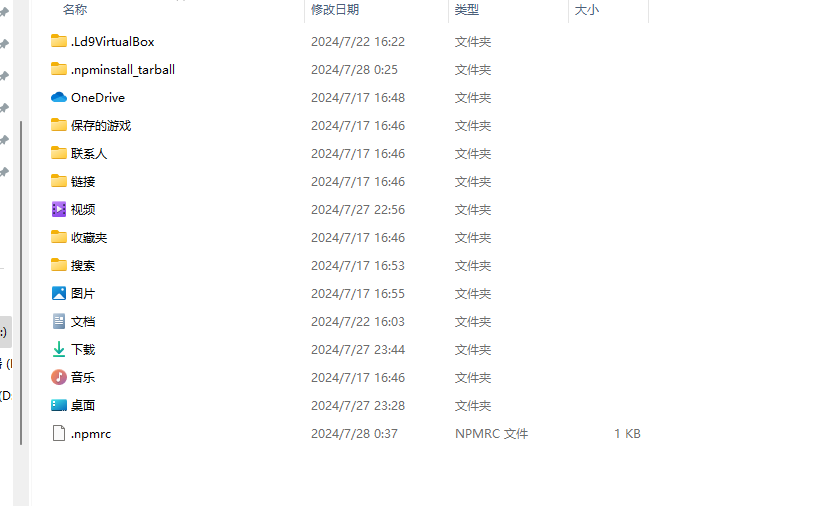 名称 修改日期 类型 大小
.Ld9VirtualBox 2024/7/22 16:22 文件夹
.npminstall_tarball 2024/7/28 0:25 文件夹
OneDrive 2024/7/17 16:48 文件夹
保存的游戏 2024/7/17 16:46 文件夹
联系人 2024/7/17 16:46 文件夹
链接 2024/7/17 16:46 文件夹
视频 2024/7/27 22:56 文件夹
收藏夹 2024/7/17 16:46 文件夹
搜索 2024/7/17 16:53 文件夹
图片 2024/7/17 16:55 文件夹
:) 文档 2024/7/22 16:03 文件夹
下载 2024/7/27 23:44 文件夹
音乐 2024/7/17 16:46 文件夹
(D 桌面 2024/7/27 23:28 文件夹
.npmrc 2024/7/28 0:37 NPMRC 文件 1 KB